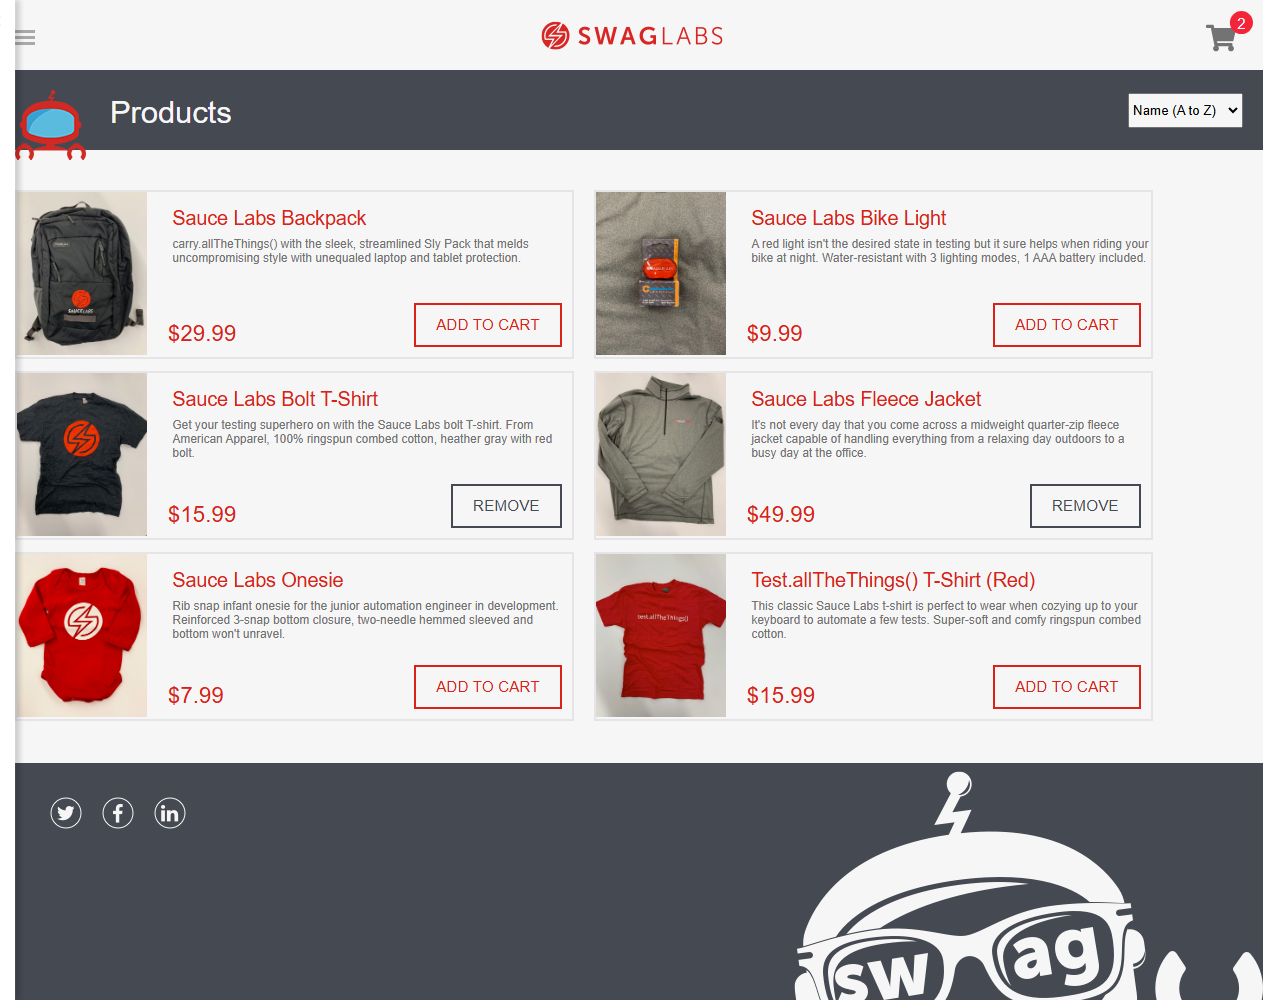 SWAGLABS
2
Products
Name (A to Z)
Sauce Labs Backpack
carry.allTheThings() with the sleek, streamlined Sly Pack that melds
uncompromising style with unequaled laptop and tablet protection.
$29.99
ADD TO CART
Sauce Labs Bike Light
A red light isn't the desired state in testing but it sure helps when riding your
bike at night. Water-resistant with 3 lighting modes, 1 AAA battery included.
$9.99
ADD TO CART
Sauce Labs Bolt T-Shirt
Get your testing superhero on with the Sauce Labs bolt T-shirt. From
American Apparel, 100% ringspun combed cotton, heather gray with red
bolt.
$15.99
REMOVE
Sauce Labs Fleece Jacket
It's not every day that you come across a midweight quarter-zip fleece
jacket capable of handling everything from a relaxing day outdoors to a
busy day at the office.
$49.99
REMOVE
Sauce Labs Onesie
Rib snap infant onesie for the junior automation engineer in development.
Reinforced 3-snap bottom closure, two-needle hemmed sleeved and
bottom won't unravel.
$7.99
ADD TO CART
test.allTheThings()
Test.allTheThings() T-Shirt (Red)
This classic Sauce Labs t-shirt is perfect to wear when cozying up to your
keyboard to automate a few tests. Super-soft and comfy ringspun combed
cotton.
$15.99
ADD TO CART
swag